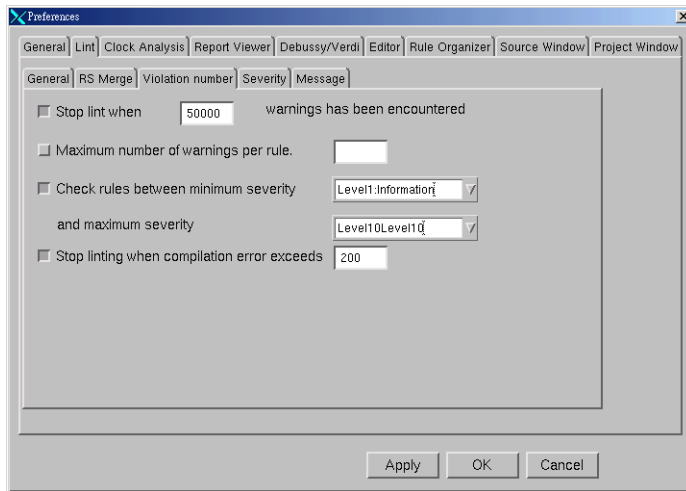 Preferences
General Lint Clock Analysis Report Viewer Debussy/Verdi Editor Rule Organizer Source Window Project Window
General RS Merge Violation number Severity Message
Stop lint when 50000 warnings has been encountered
Maximum number of warnings per rule.
Check rules between minimum severity Level1:Information
and maximum severity Level10Level10
Stop linting when compilation error exceeds 200
Apply OK Cancel